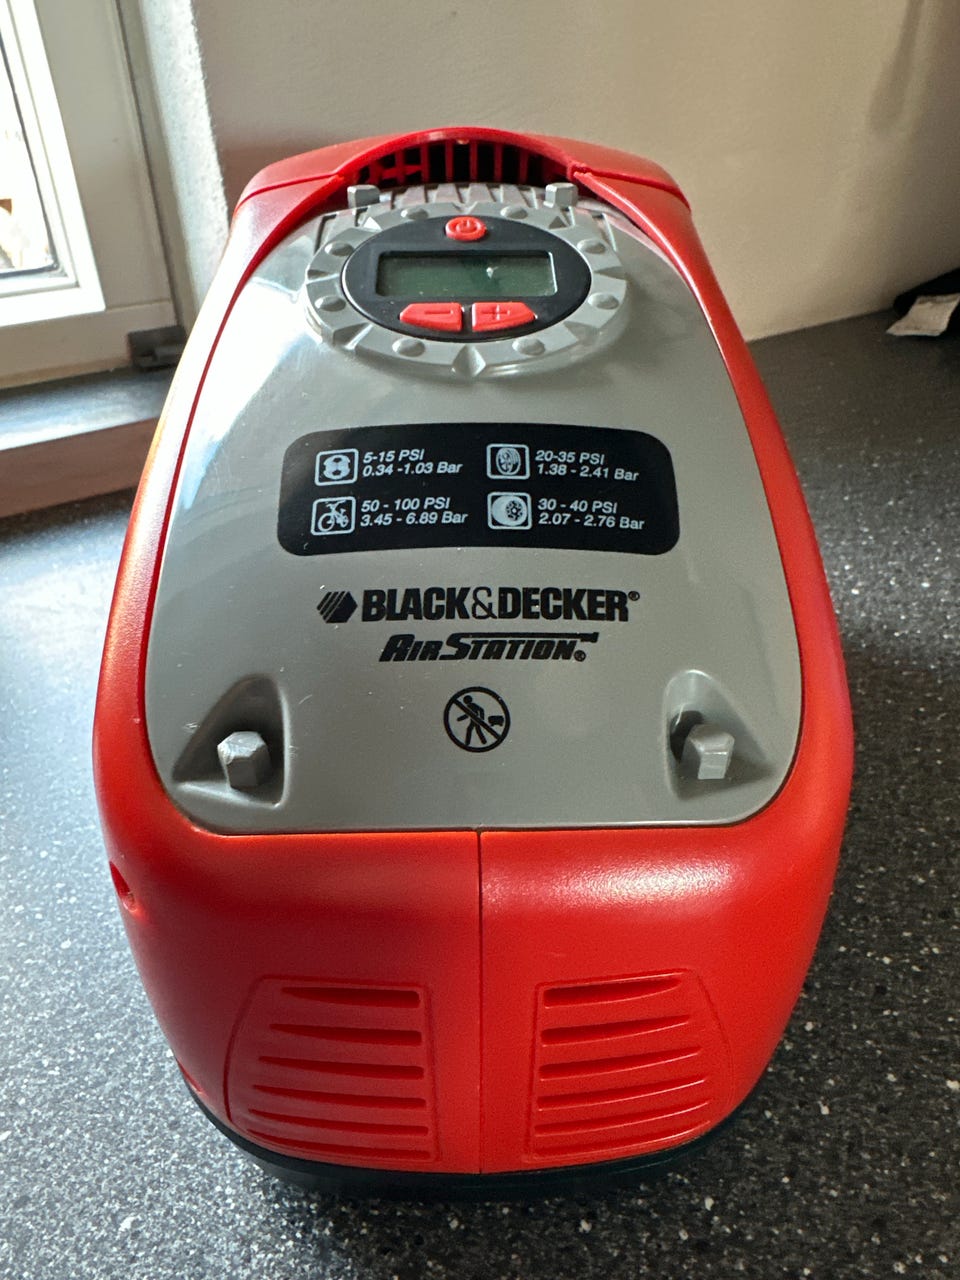 5-15 PSI
0.34 -1.03 Bar
20-35 PSI
1.38 - 2.41 Bar
50 - 100 PSI
3.45 - 6.89 Bar
30 - 40 PSI
2.07 - 2.76 Bar
BLACK&DECKER®
AIRSTATION®